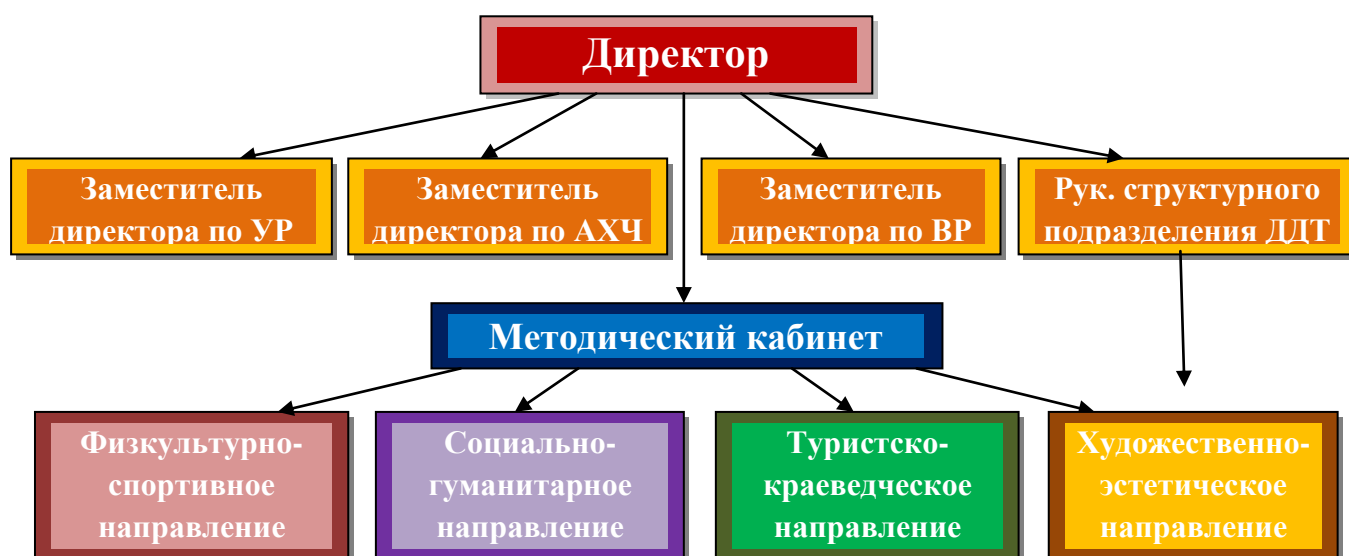 Директор
Заместитель
директора по УР
Заместитель
директора по АХЧ
Заместитель
директора по ВР
Рук. структурного
подразделения ДДТ
Методический кабинет
Физкультурно-
спортивное
направление
Социально-
гуманитарное
направление
Туристско-
краеведческое
направление
Художественно-
эстетическое
направление